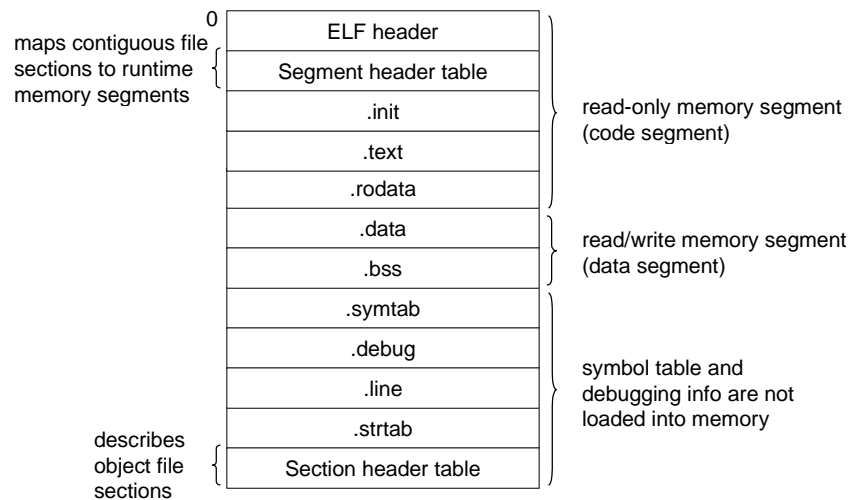 0
ELF header
maps contiguous file
sections to runtime
memory segments
Segment header table
.init
.text
.rodata
read-only memory segment
(code segment)
.data
.bss
read/write memory segment
(data segment)
.symtab
.debug
.line
.strtab
symbol table and
debugging info are not
loaded into memory
describes
object file
sections
Section header table